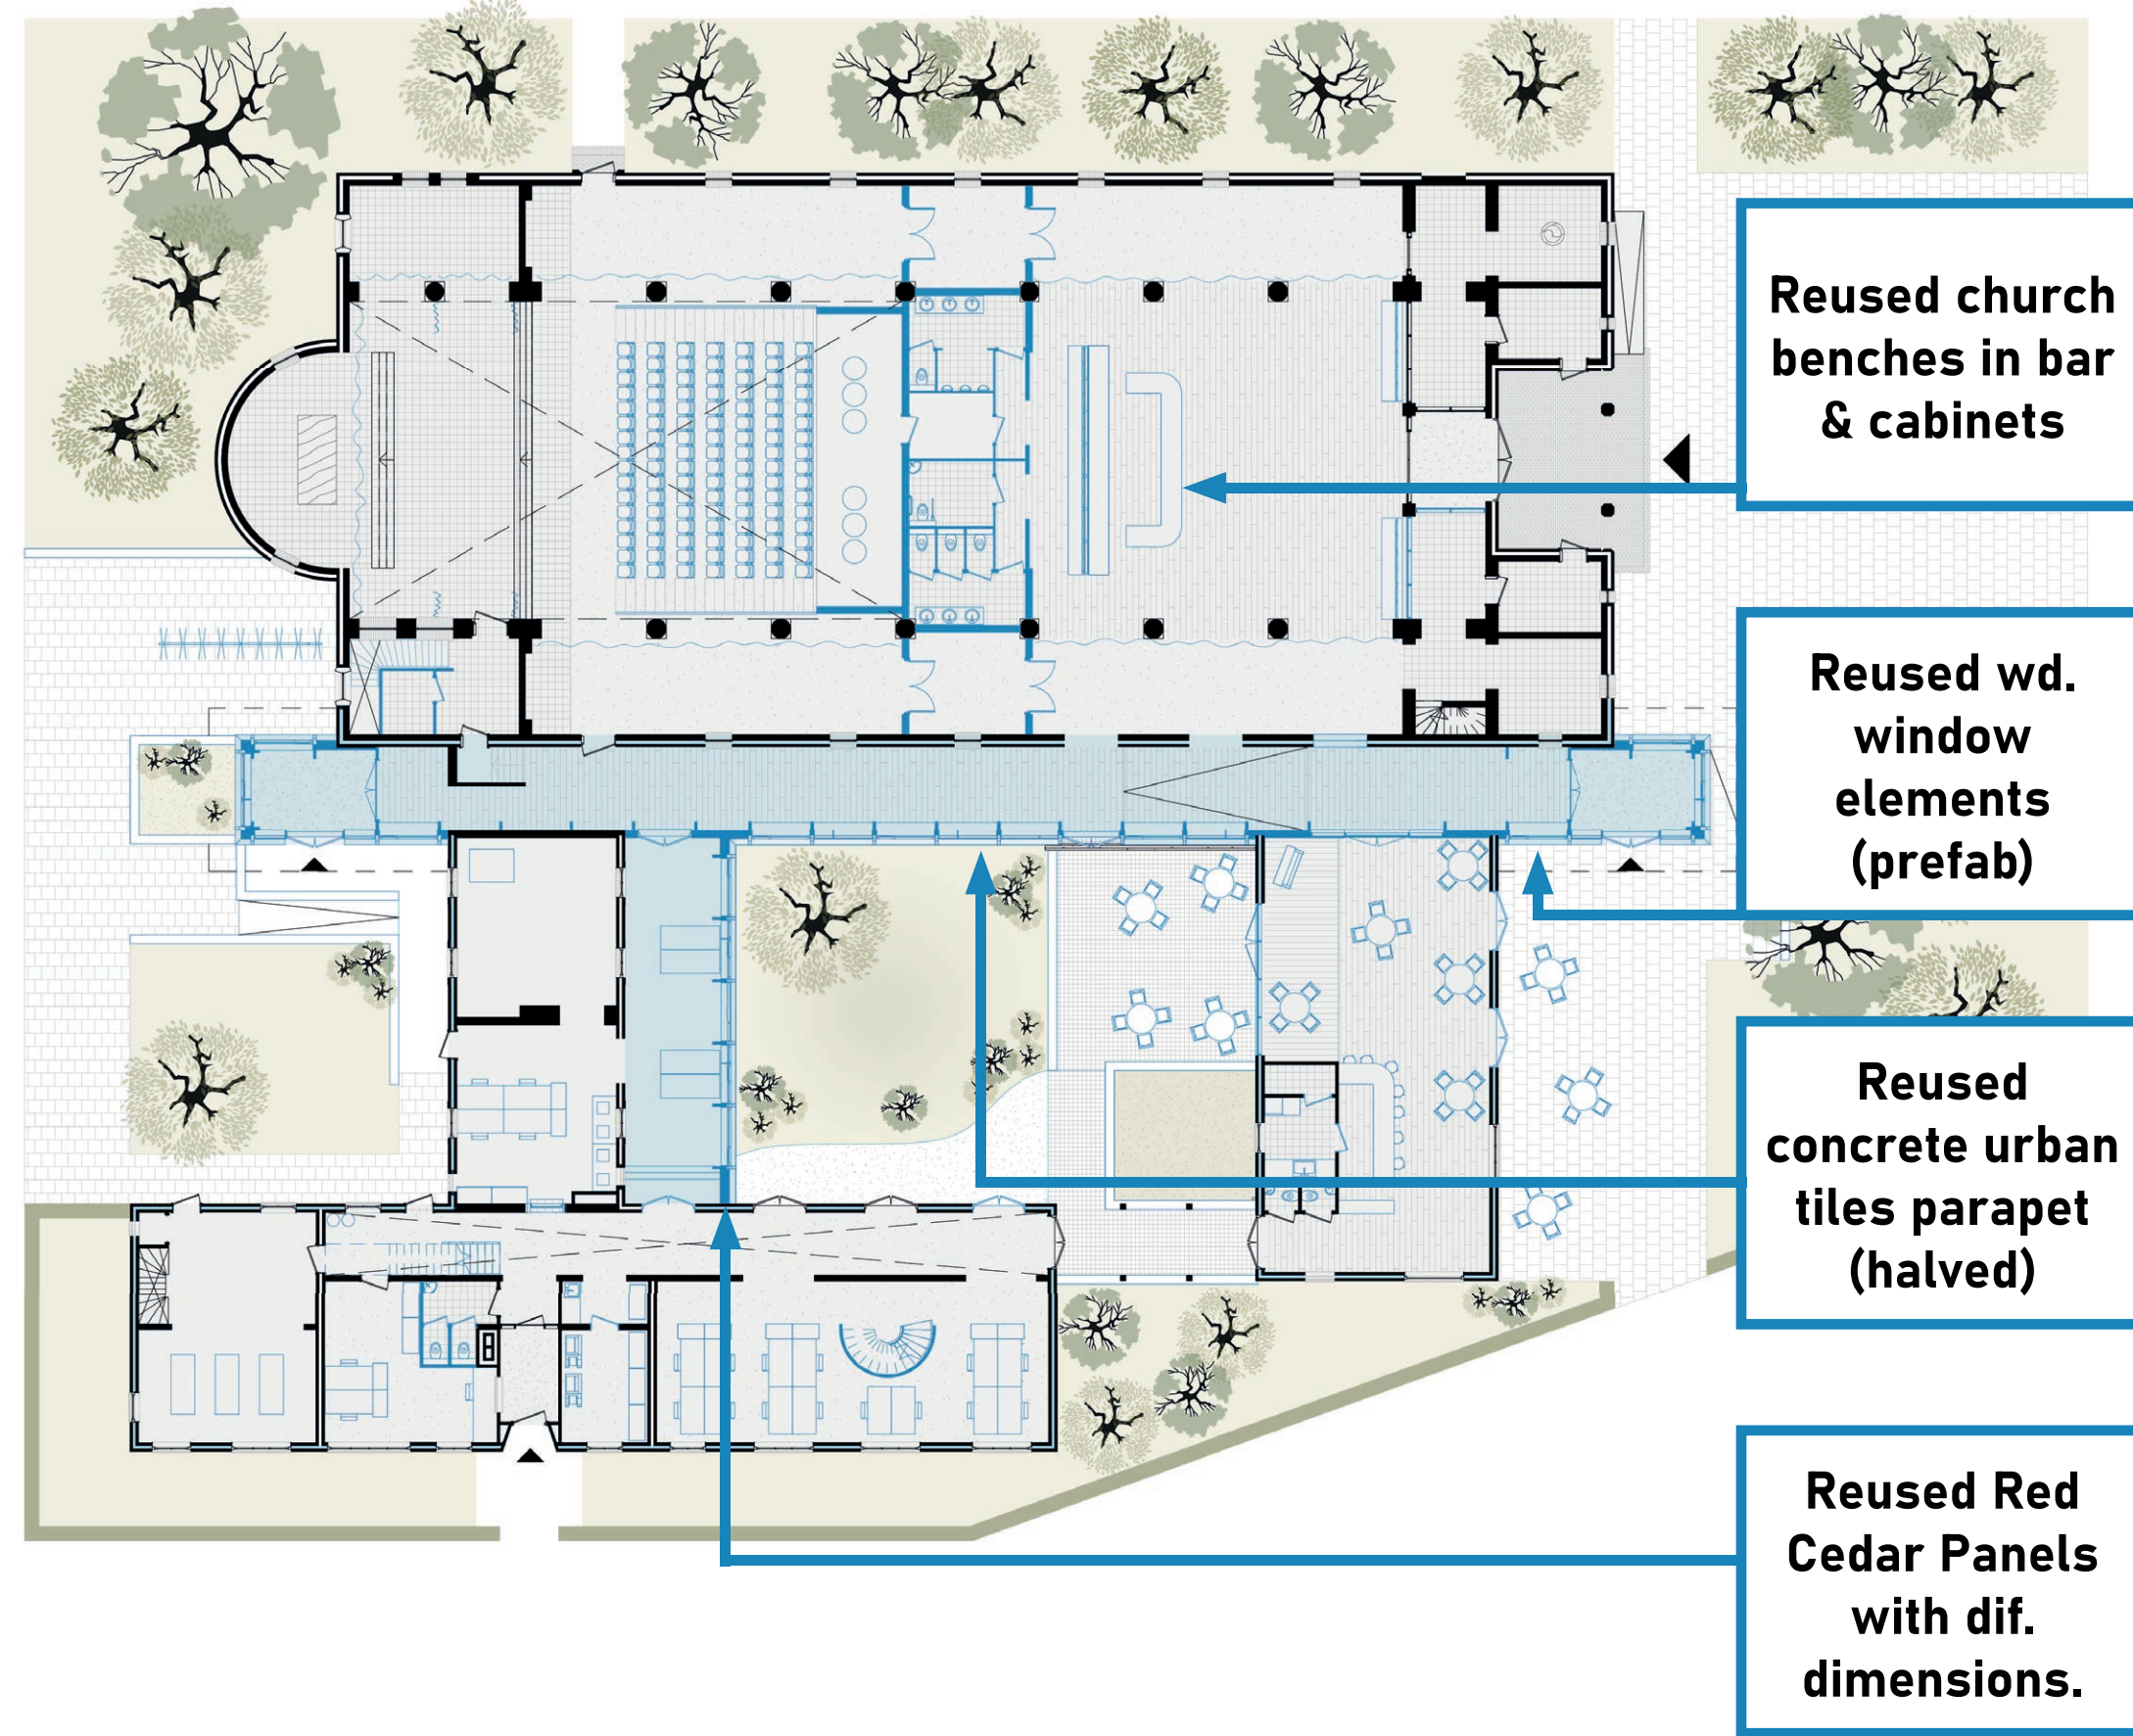 Reused church
benches in bar
& cabinets
Reused wd.
window
elements
(prefab)
Reused
concrete urban
tiles parapet
(halved)
Reused Red
Cedar Panels
with dif.
dimensions.